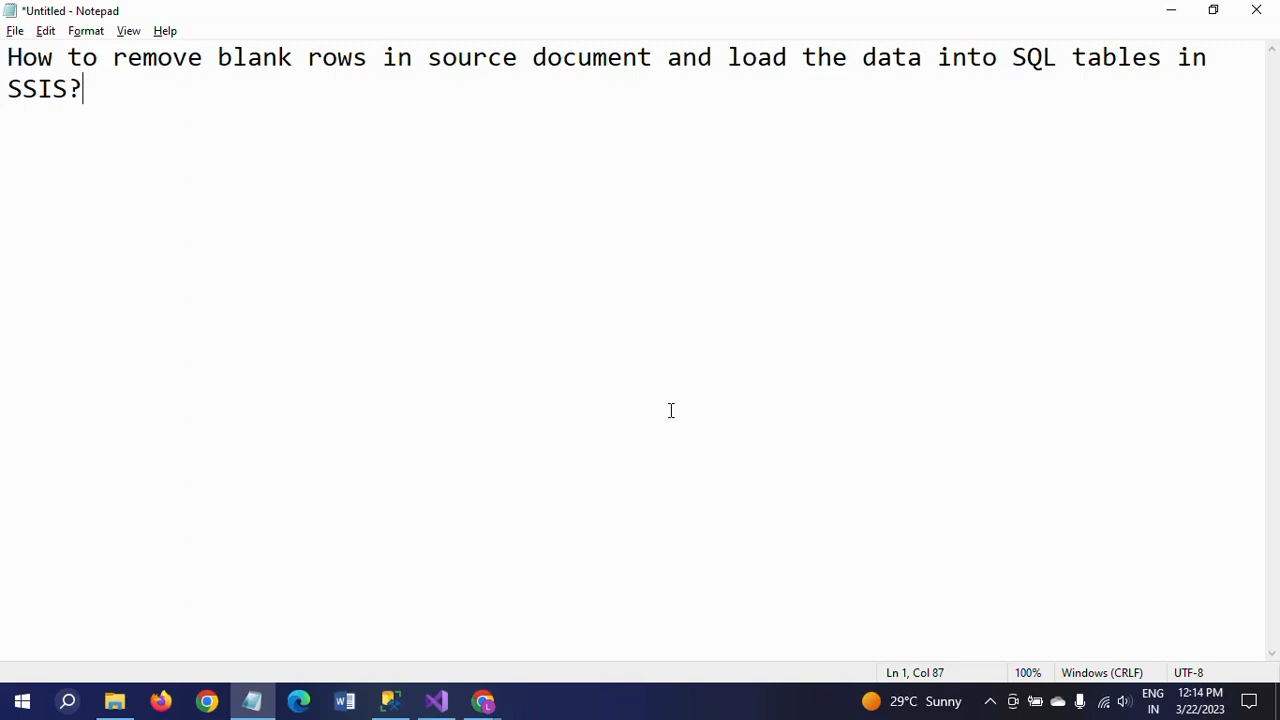 *Untitled - Notepad
File Edit Format View Help
How to remove blank rows in source document and load the data into SQL tables in
SSIS?
Ln 1, Col 87 100% Windows (CRLF) UTF-8
29°C Sunny ENG 12:14 PM
IN 3/22/2023